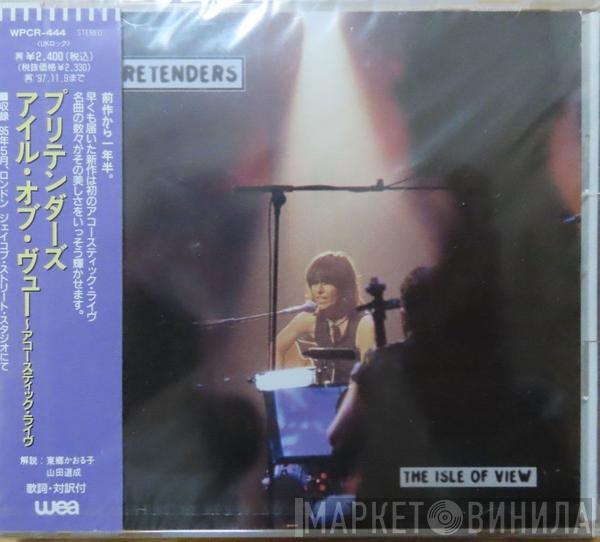 WPCR-444 STEREO
〈UKロック〉
再¥2,400(税込)
(税抜価格¥2,330)
再'97.11.9まで
プリテンダーズ
アイル・オブ・ヴュー〜アコースティック・ライヴ
前作から一年半。
早くも届いた新作は初のアコースティック・ライヴ
名曲の数々がその美しさをいっそう輝かせます。
■収録 95年5月、ロンドン ジェイコブ・ストリート・スタジオにて
解説:東郷かおる子
山田道成
歌詞・対訳付
wea
RETENDERS
THE ISLE OF VIEW
МАРКЕТ ВИНИЛА